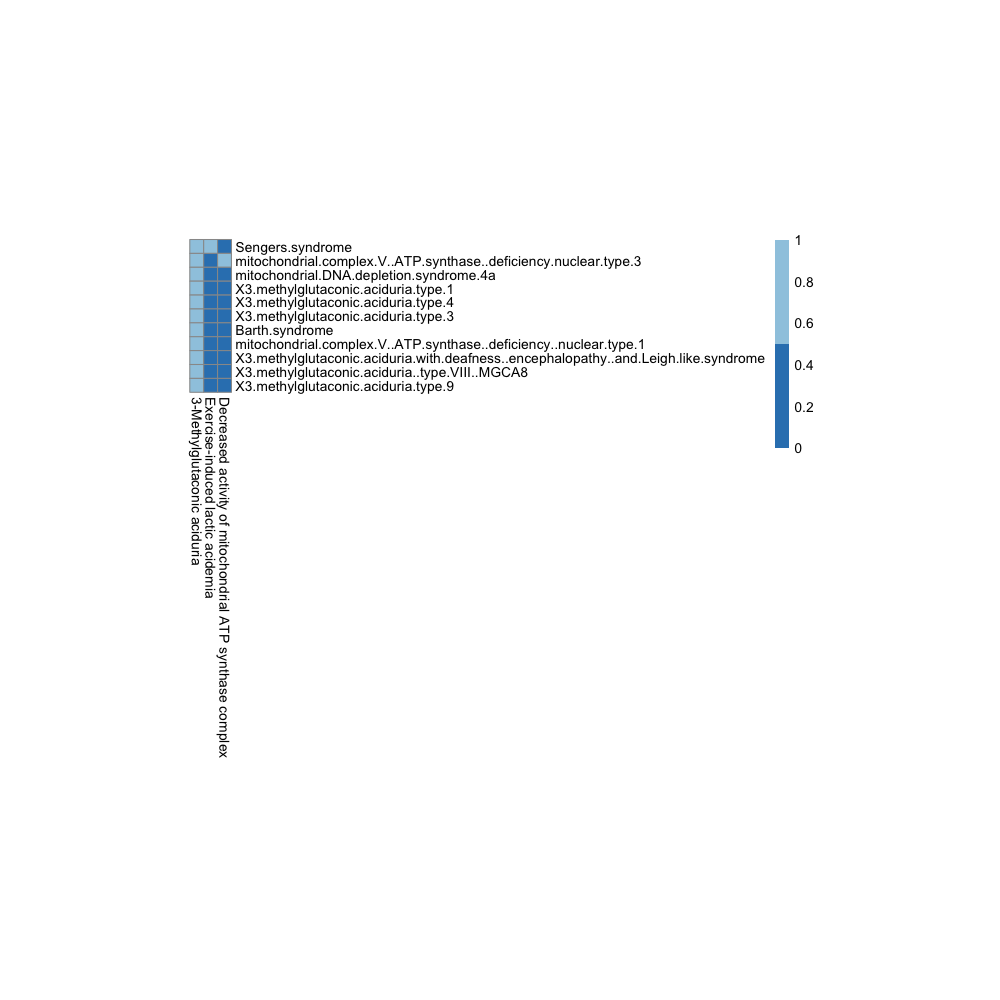 Sengers.syndrome
mitochondrial.complex.V..ATP.synthase..deficiency.nuclear.type.3
mitochondrial.DNA.depletion.syndrome.4a
X3.methylglutaconic.aciduria.type.1
X3.methylglutaconic.aciduria.type.4
X3.methylglutaconic.aciduria.type.3
Barth.syndrome
mitochondrial.complex.V..ATP.synthase..deficiency..nuclear.type.1
X3.methylglutaconic.aciduria.with.deafness..encephalopathy..and.Leigh.like.syndrome
X3.methylglutaconic.aciduria..type.VIII..MGCA8
X3.methylglutaconic.aciduria.type.9
3-Methylglutaconic aciduria
Exercise-induced lactic acidemia
Decreased activity of mitochondrial ATP synthase complex
1
0.8
0.6
0.4
0.2
0